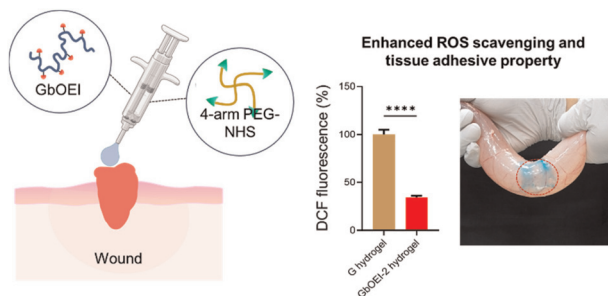 GbOEI
4-arm PEG-
NHS
Wound
Enhanced ROS scavenging and
tissue adhesive property
DCF fluorescence (%)
150
100
50
0
****
G hydrogel
GbOEI-2 hydrogel